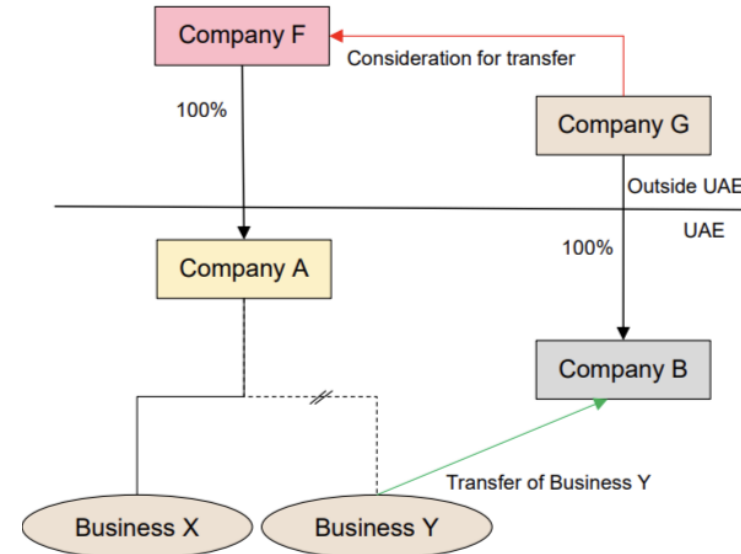 Company F
Consideration for transfer
100%
Company G
Outside UAE
UAE
100%
Company A
Company B
Transfer of Business Y
Business X
Business Y